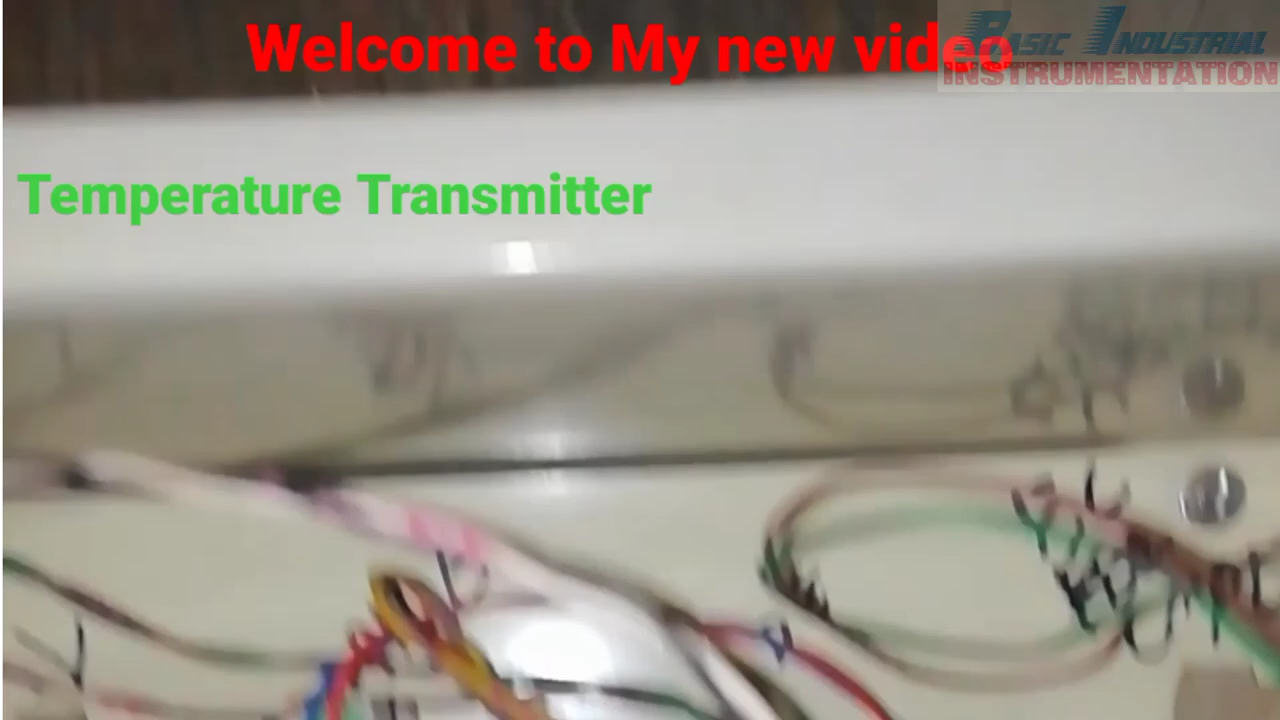 Welcome to My new video
BASIC INDUSTRIAL
INSTRUMENTATION
Temperature Transmitter